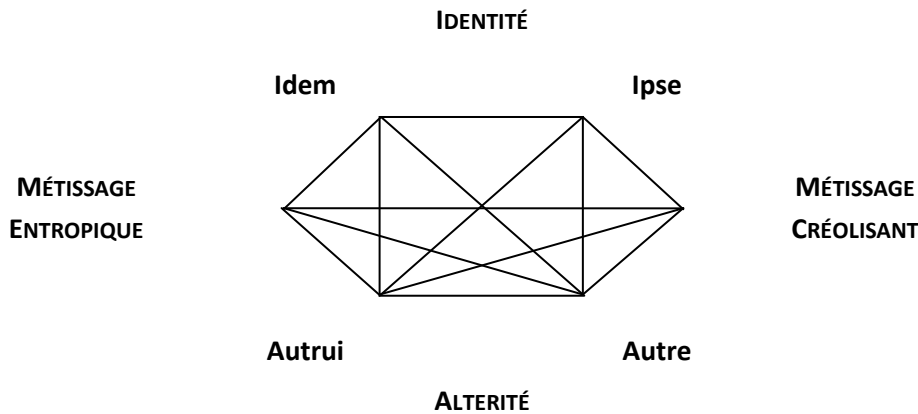 IDENTITÉ
Idem Ipse
MÉTISSAGE MÉTISSAGE
ENTROPIQUE CRÉOLISANT
Autrui Autre
ALTERITÉ